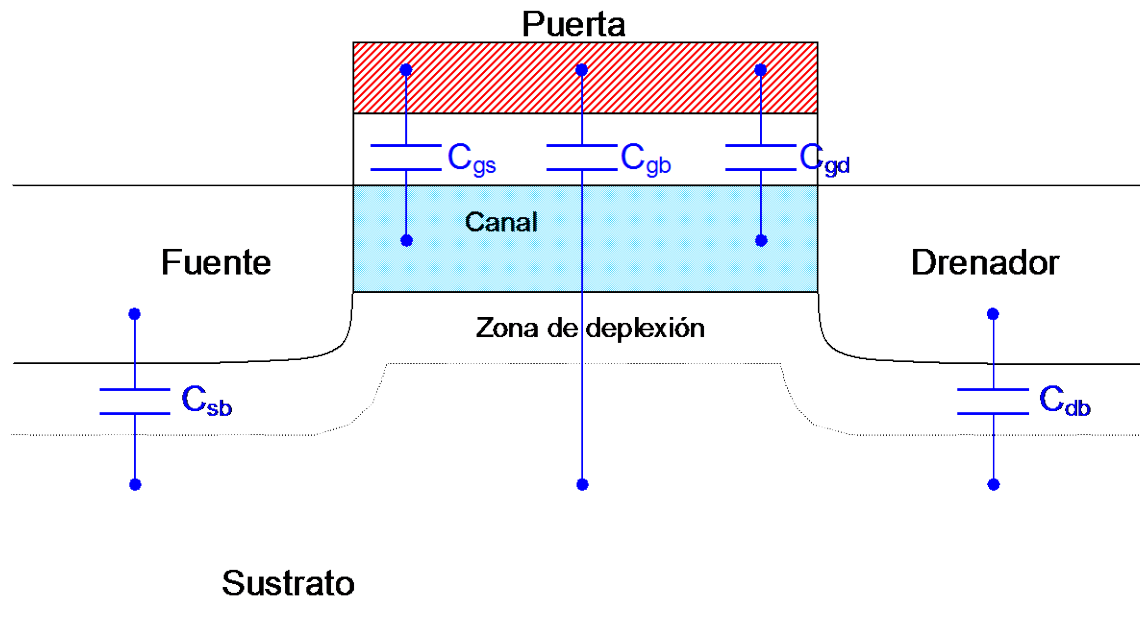 Puerta
Cgs
Cgb
Cgd
Canal
Fuente
Drenador
Zona de deplexión
Csb
Cdb
Sustrato